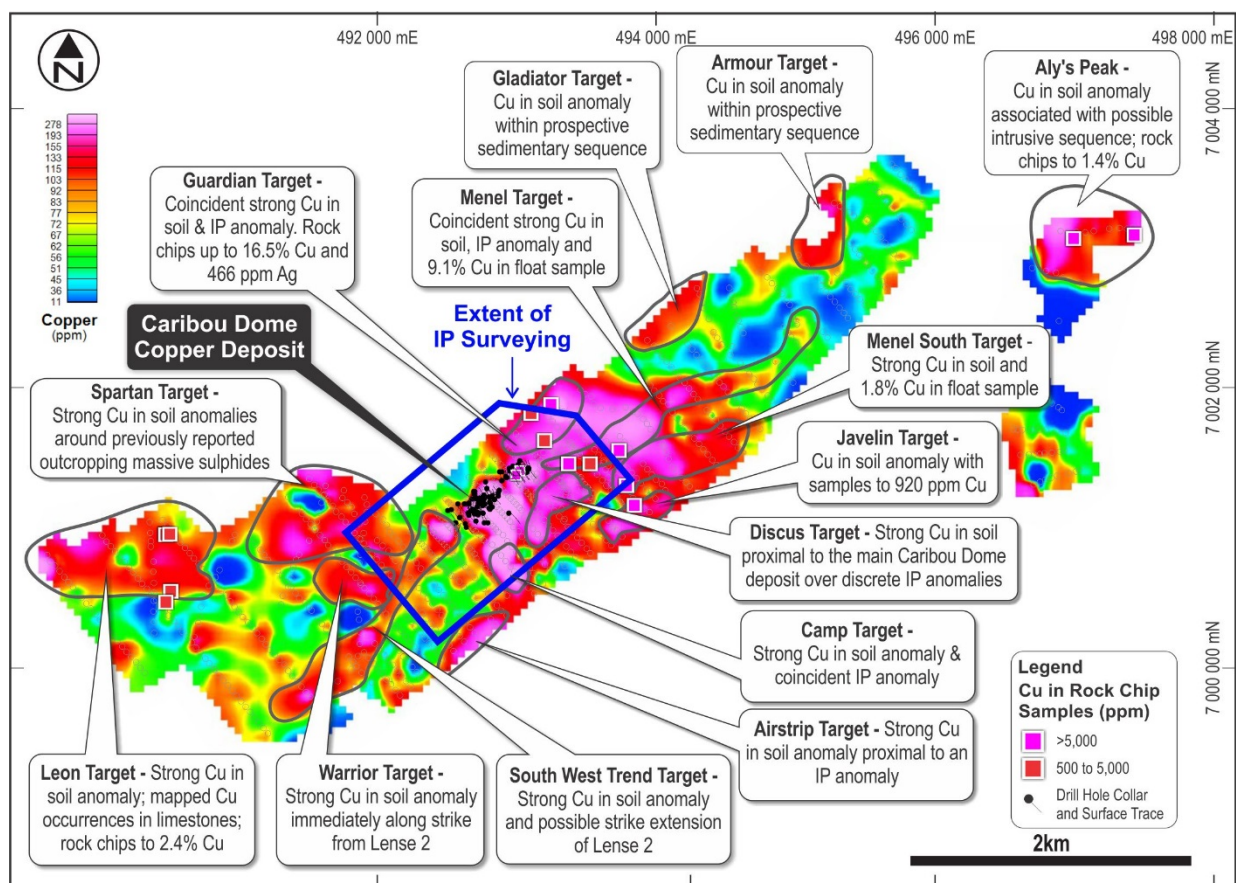 492 000 mE
494 000 mE
496 000 mE
498 000 mE
N
278
193
155
133
115
103
92
83
77
72
67
62
56
51
45
36
11
Copper
(ppm)
Gladiator Target -
Cu in soil anomaly
within prospective
sedimentary sequence
Armour Target -
Cu in soil anomaly
within prospective
sedimentary sequence
Aly's Peak -
Cu in soil anomaly
associated with possible
intrusive sequence; rock
chips to 1.4% Cu
7 004 000 mN
Guardian Target -
Coincident strong Cu in
soil & IP anomaly. Rock
chips up to 16.5% Cu and
466 ppm Ag
Menel Target -
Coincident strong Cu in
soil, IP anomaly and
9.1% Cu in float sample
Caribou Dome
Copper Deposit
Extent of
IP Surveying
Menel South Target -
Strong Cu in soil and
1.8% Cu in float sample
7 002 000 mN
Spartan Target -
Strong Cu in soil anomalies
around previously reported
outcropping massive sulphides
Javelin Target -
Cu in soil anomaly with
samples to 920 ppm Cu
Discus Target - Strong Cu in soil
proximal to the main Caribou Dome
deposit over discrete IP anomalies
Camp Target -
Strong Cu in soil anomaly &
coincident IP anomaly
7 000 000 mN
Airstrip Target - Strong Cu
in soil anomaly proximal to an
IP anomaly
Leon Target - Strong Cu in
soil anomaly; mapped Cu
occurrences in limestones;
rock chips to 2.4% Cu
Warrior Target -
Strong Cu in soil anomaly
immediately along strike
from Lense 2
South West Trend Target -
Strong Cu in soil anomaly
and possible strike extension
of Lense 2
Legend
Cu in Rock Chip
Samples (ppm)
>5,000
500 to 5,000
Drill Hole Collar
and Surface Trace
2km